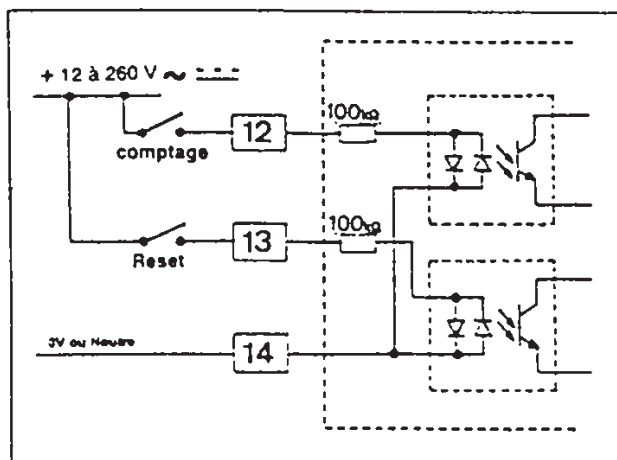 + 12 à 260 V ~
12
100kΩ
comptage
13
100kΩ
Reset
0V ou Neutre
14